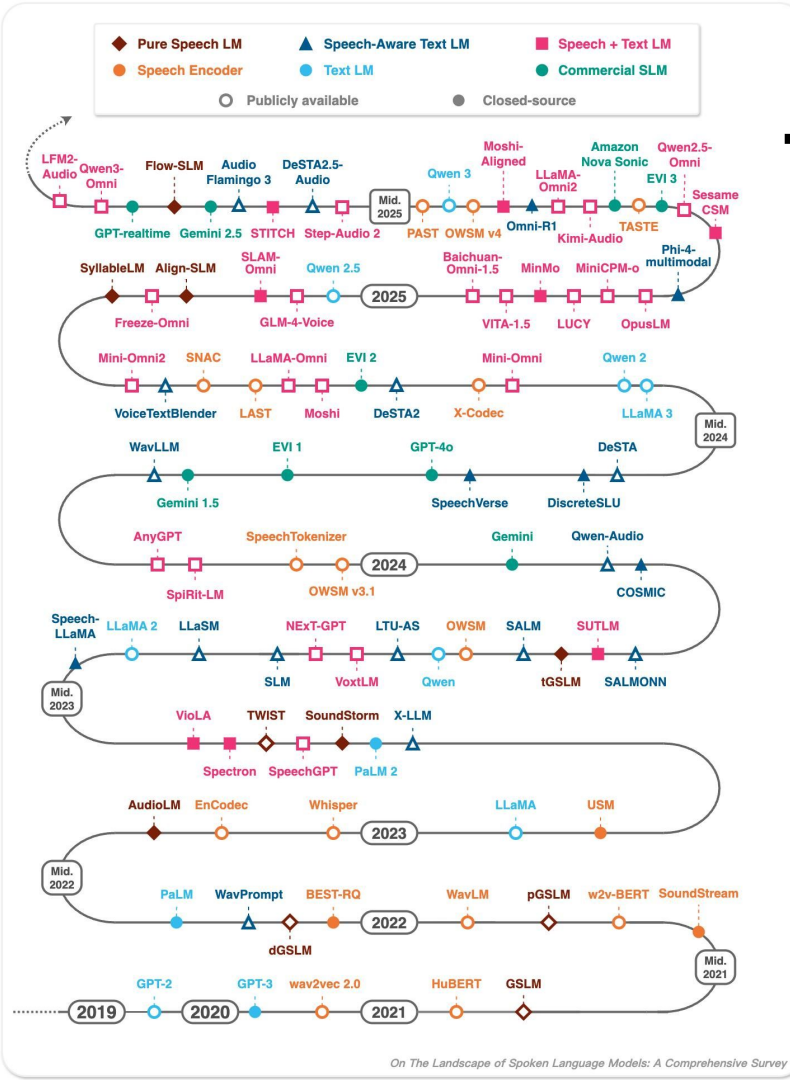 Pure Speech LM
Speech-Aware Text LM
Speech + Text LM
Speech Encoder
Text LM
Commercial SLM
Publicly available
Closed-source
LFM2-
Audio
Qwen3-
Omni
Flow-SLM
Audio
Flamingo 3
DeSTA2.5-
Audio
Mid.
2025
Qwen 3
Moshi-
Aligned
LLaMA-
Omni2
Amazon
Nova Sonic
EVI 3
Qwen2.5-
Omni
Sesame
CSM
GPT-realtime
Gemini 2.5
STITCH
Step-Audio 2
PAST
OWSM v4
Omni-R1
Kimi-Audio
TASTE
Phi-4-
multimodal
SyllableLM
Align-SLM
SLAM-
Omni
Qwen 2.5
2025
Baichuan-
Omni-1.5
MinMo
MiniCPM-o
Freeze-Omni
GLM-4-Voice
VITA-1.5
LUCY
OpusLM
Mini-Omni2
SNAC
LLaMA-Omni
EVI 2
Mini-Omni
Qwen 2
VoiceTextBlender
LAST
Moshi
DeSTA2
X-Codec
LLaMA 3
Mid.
2024
WavLLM
EVI 1
GPT-4o
DeSTA
Gemini 1.5
SpeechVerse
DiscreteSLU
AnyGPT
SpeechTokenizer
2024
Gemini
Qwen-Audio
SpiRit-LM
OWSM v3.1
COSMIC
Speech-
LLaMA
LLaMA 2
LLaSM
NExT-GPT
LTU-AS
OWSM
SALM
SUTLM
SLM
VoxtLM
Qwen
tGSLM
SALMONN
Mid.
2023
VioLA
TWIST
SoundStorm
X-LLM
Spectron
SpeechGPT
PaLM 2
AudioLM
EnCodec
Whisper
2023
LLaMA
USM
Mid.
2022
PaLM
WavPrompt
BEST-RQ
2022
WavLM
pGSLM
w2v-BERT
SoundStream
dGSLM
Mid.
2021
2019
GPT-2
2020
GPT-3
wav2vec 2.0
2021
HuBERT
GSLM
On The Landscape of Spoken Language Models: A Comprehensive Survey